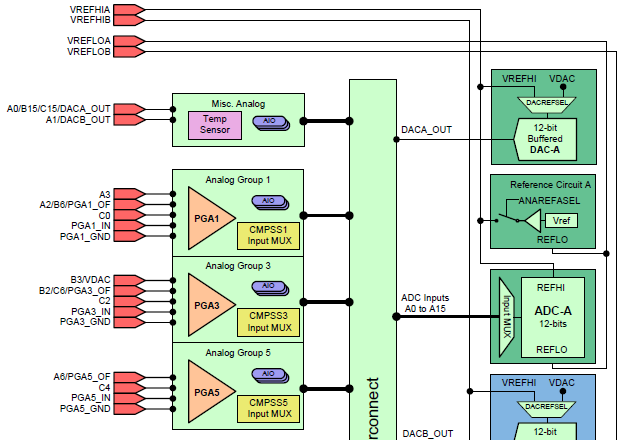 VREFHIA
VREFHIB
VREFLOA
VREFLOB
A0/B15/C15/DACA_OUT
A1/DACB_OUT
Misc. Analog
Temp
Sensor
AIO
A3
A2/B6/PGA1_OF
C0
PGA1_IN
PGA1_GND
Analog Group 1
PGA1
AIO
CMPSS1
Input MUX
B3/VDAC
B2/C6/PGA3_OF
C2
PGA3_IN
PGA3_GND
Analog Group 3
PGA3
AIO
CMPSS3
Input MUX
A6/PGA5_OF
C4
PGA5_IN
PGA5_GND
Analog Group 5
PGA5
AIO
CMPSS5
Input MUX
rconnect
DACA_OUT
ADC Inputs
A0 to A15
DACB_OUT
VREFHI VDAC
DACREFSEL
12-bit
Buffered
DAC-A
Reference Circuit A
ANAREFASEL
Vref
REFLO
Input MUX
REFHI
ADC-A
12-bits
REFLO
VREFHI VDAC
DACREFSEL
12-bit